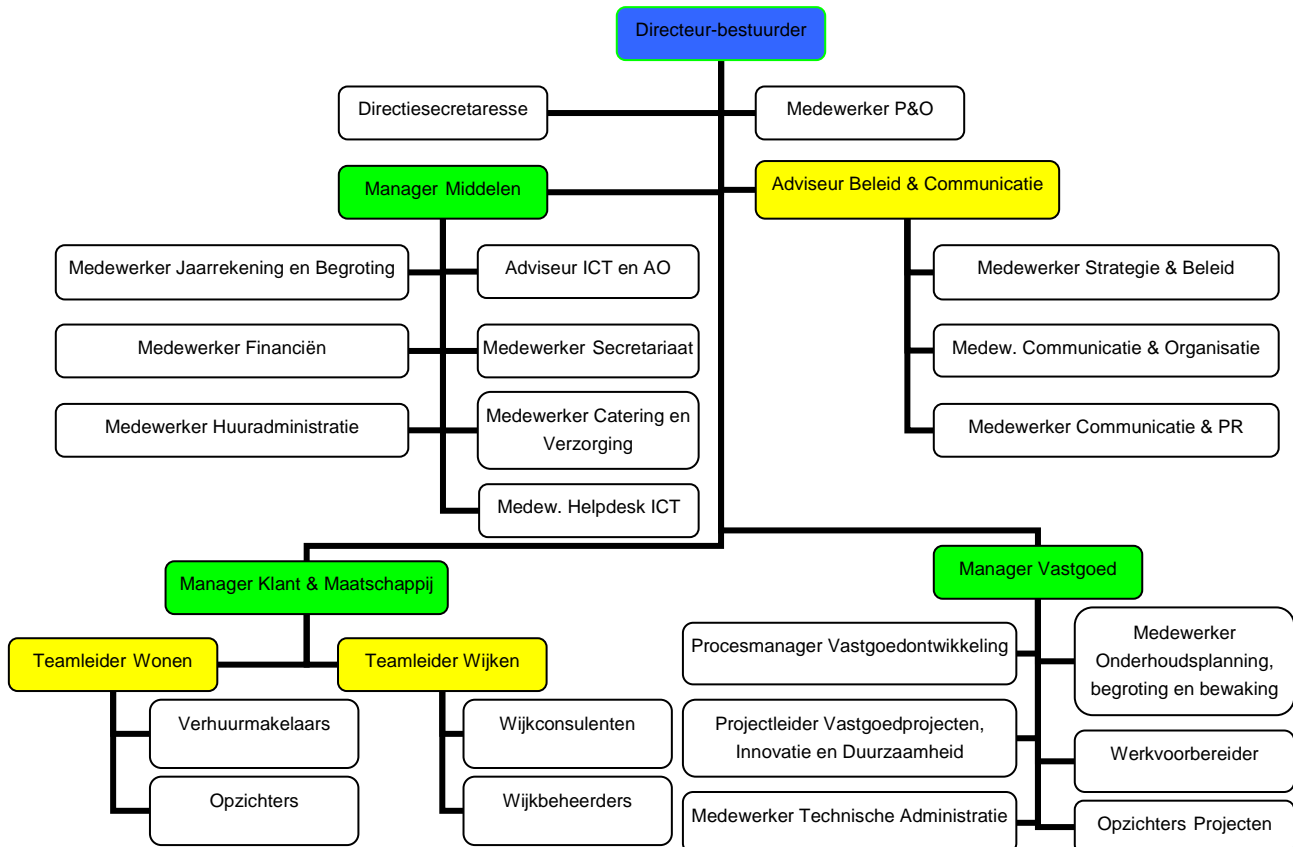 Directeur-bestuurder
Directiesecretaresse
Medewerker P&O
Manager Middelen
Adviseur Beleid & Communicatie
Medewerker Jaarrekening en Begroting
Adviseur ICT en AO
Medewerker Strategie & Beleid
Medewerker Financiën
Medewerker Secretariaat
Medew. Communicatie & Organisatie
Medewerker Huuradministratie
Medewerker Catering en
Verzorging
Medewerker Communicatie & PR
Medew. Helpdesk ICT
Manager Klant & Maatschappij
Manager Vastgoed
Teamleider Wonen
Teamleider Wijken
Procesmanager Vastgoedontwikkeling
Medewerker
Onderhoudsplanning,
begroting en bewaking
Verhuurmakelaars
Wijkconsulenten
Projectleider Vastgoedprojecten,
Innovatie en Duurzaamheid
Werkvoorbereider
Opzichters
Wijkbeheerders
Medewerker Technische Administratie
Opzichters Projecten